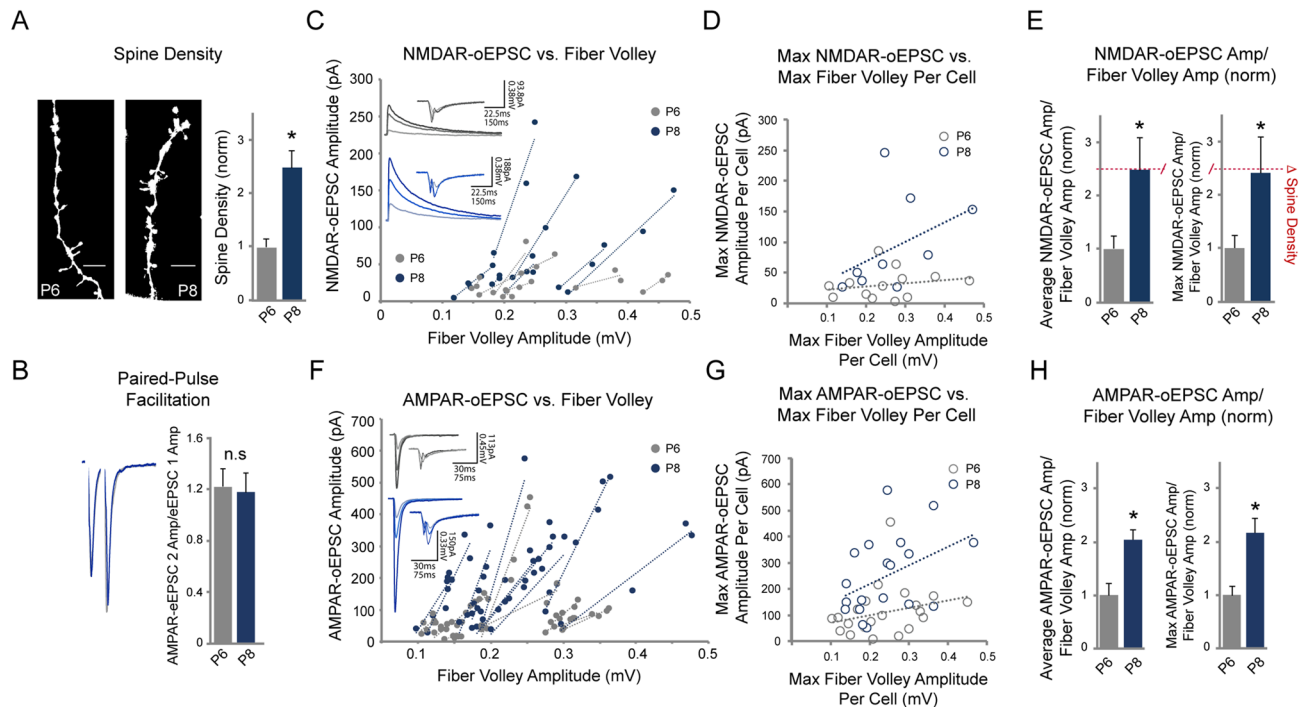 A
Spine Density
P6
P8
Spine Density (norm)
3
2
1
0
*
P6
P8
B
Paired-Pulse
Facilitation
AMPAR-eEPSC 2 Amp/eEPSC 1 Amp
1.6
1.2
0.8
0.4
0
n.s
P6
P8
C
NMDAR-oEPSC vs. Fiber Volley
NMDAR-oEPSC Amplitude (pA)
300
250
200
150
100
50
0
93.8pA
0.38mV
22.5ms
150ms
188pA
0.38mV
22.5ms
150ms
P6
P8
P6
P8
0
0.1
0.2
0.3
0.4
0.5
Fiber Volley Amplitude (mV)
D
Max NMDAR-oEPSC vs.
Max Fiber Volley Per Cell
Max NMDAR-oEPSC
Amplitude Per Cell (pA)
300
250
200
150
100
50
0
P6
P8
0.1
0.2
0.3
0.4
0.5
Max Fiber Volley Amplitude
Per Cell (mV)
E
NMDAR-oEPSC Amp/
Fiber Volley Amp (norm)
Average NMDAR-oEPSC Amp/
Fiber Volley Amp (norm)
3
2
1
0
*
P6
P8
Max NMDAR-oEPSC Amp/
Fiber Volley Amp (norm)
3
2
1
0
*
P6
P8
Δ Spine Density
F
AMPAR-oEPSC vs. Fiber Volley
AMPAR-oEPSC Amplitude (pA)
700
600
500
400
300
200
100
0
113pA
0.45mV
30ms
75ms
150pA
0.33mV
30ms
75ms
P6
P8
0
0.1
0.2
0.3
0.4
0.5
Fiber Volley Amplitude (mV)
G
Max AMPAR-oEPSC vs.
Max Fiber Volley Per Cell
Max AMPAR-oEPSC
Amplitude Per Cell (pA)
700
600
500
400
300
200
100
0
P6
P8
0.1
0.2
0.3
0.4
0.5
Max Fiber Volley Amplitude
Per Cell (mV)
H
AMPAR-oEPSC Amp/
Fiber Volley Amp (norm)
Average AMPAR-oEPSC Amp/
Fiber Volley Amp (norm)
3
2
1
0
*
P6
P8
Max AMPAR-oEPSC Amp/
Fiber Volley Amp (norm)
3
2
1
0
*
P6
P8